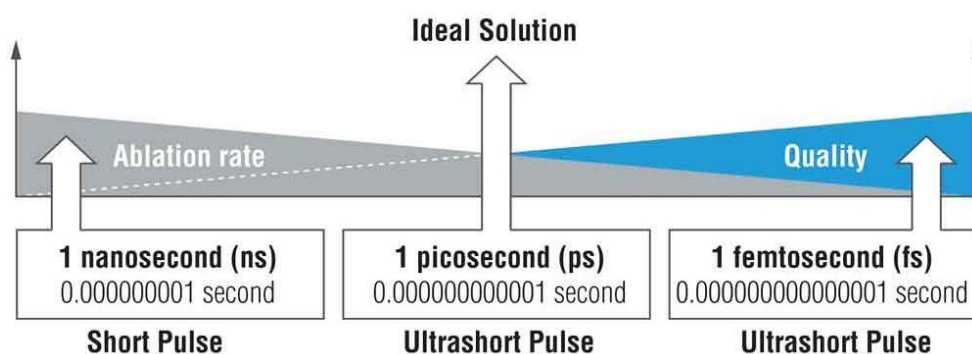 Ideal Solution
Ablation rate
Quality
1 nanosecond (ns)
0.000000001 second
Short Pulse
1 picosecond (ps)
0.000000000001 second
Ultrashort Pulse
1 femtosecond (fs)
0.000000000000001 second
Ultrashort Pulse